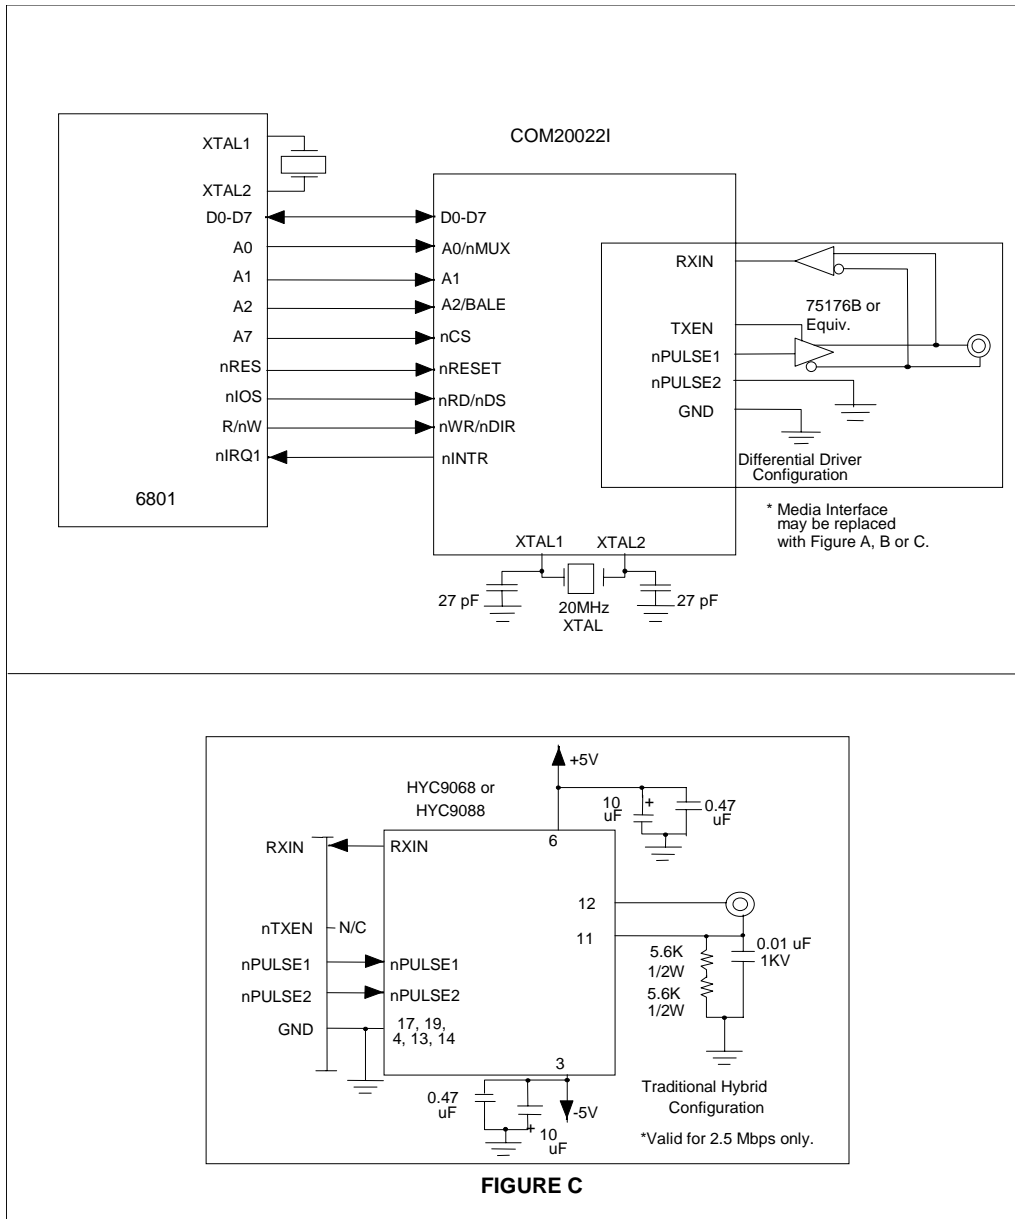 COM20022I
XTAL1
XTAL2
D0-D7
A0
A1
A2
A7
nRES
nIOS
R/nW
nIRQ1
6801
D0-D7
A0/nMUX
A1
A2/BALE
nCS
nRESET
nRD/nDS
nWR/nDIR
nINTR
RXIN
TXEN
nPULSE1
nPULSE2
GND
75176B or
Equiv.
Differential Driver
Configuration
* Media Interface
may be replaced
with Figure A, B or C.
XTAL1
XTAL2
27 pF
20MHz
XTAL
27 pF
+5V
HYC9068 or
HYC9088
10
uF
+
0.47
uF
6
RXIN
RXIN
nTXEN
N/C
nPULSE1
nPULSE1
nPULSE2
nPULSE2
GND
17, 19,
4, 13, 14
12
11
5.6K
1/2W
5.6K
1/2W
0.01 uF
1KV
3
0.47
uF
+
10
uF
-5V
Traditional Hybrid
Configuration
*Valid for 2.5 Mbps only.
FIGURE C